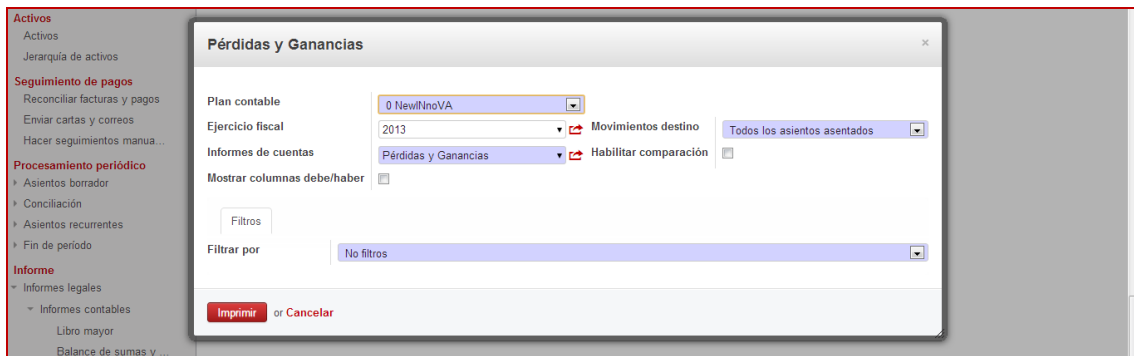 Activos
Activos
Jerarquía de activos
Seguimiento de pagos
Reconciliar facturas y pagos
Enviar cartas y correos
Hacer seguimientos manua...
Procesamiento periódico
Asientos borrador
Conciliación
Asientos recurrentes
Fin de período
Informe
Informes legales
Informes contables
Libro mayor
Balance de sumas y ...
Pérdidas y Ganancias ×
Plan contable 0 NewINnoVA
Ejercicio fiscal 2013 Movimientos destino Todos los asientos asentados
Informes de cuentas Pérdidas y Ganancias Habilitar comparación
Mostrar columnas debe/haber
Filtros
Filtrar por No filtros
Imprimir or Cancelar